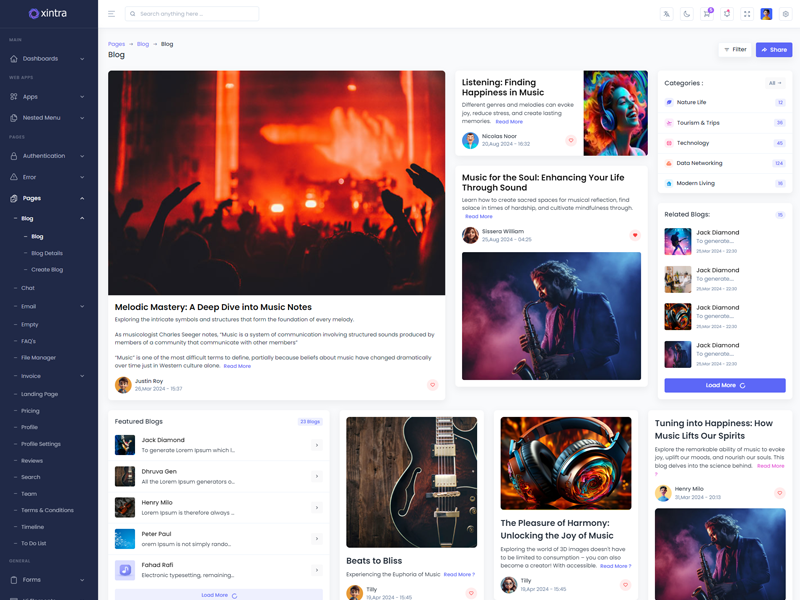 xintra
Search anything here ...
5
MAIN
Dashboards
WEB APPS
Apps
Nested Menu
PAGES
Authentication
Error
Pages
Blog
Blog
Blog Details
Create Blog
Chat
Email
Empty
FAQ's
File Manager
Invoice
Landing Page
Pricing
Profile
Profile Settings
Reviews
Search
Team
Terms & Conditions
Timeline
To Do List
GENERAL
Forms
Pages → Blog → Blog
Blog
Filter
Share
Melodic Mastery: A Deep Dive into Music Notes
Exploring the intricate symbols and structures that form the foundation of every melody.
As musicologist Charles Seeger notes, "Music is a system of communication involving structured sounds produced by
members of a community that communicate with other members"
"Music" is one of the most difficult terms to define, partially because beliefs about music have changed dramatically
over time just in Western culture alone. Read More
Justin Roy
28,Mar 2024 - 15:37
Listening: Finding
Happiness in Music
Different genres and melodies can evoke
joy, reduce stress, and create lasting
memories. Read More
Nicolas Noor
20,Aug 2024 - 16:32
Music for the Soul: Enhancing Your Life
Through Sound
Learn how to create sacred spaces for musical reflection, find
solace in times of hardship, and cultivate mindfulness through.
Read More
Sissera William
25,Aug 2024 - 04:25
Categories :
All
Nature Life
12
Tourism & Trips
36
Technology
45
Data Networking
124
Modern Living
16
Related Blogs:
Jack Diamond
To generate...
25,Mar 2024 - 22:30
Jack Diamond
To generate...
25,Mar 2024 - 22:30
Jack Diamond
To generate...
25,Mar 2024 - 22:30
Jack Diamond
To generate...
25,Mar 2024 - 22:30
Load More
Featured Blogs
23 Blogs
Jack Diamond
To generate Lorem Ipsum which l...
Dhruva Gen
All the Lorem Ipsum generators o...
Henry Milo
Lorem Ipsum is therefore always ...
Peter Paul
orem Ipsum is not simply rando...
Fahad Rafi
Electronic typesetting, remaining...
Load More
Beats to Bliss
Experiencing the Euphoria of Music Read More ?
Tilly
19,Apr 2024 - 15:45
The Pleasure of Harmony:
Unlocking the Joy of Music
Exploring the world of 3D images doesn't have
to be limited to consumption – you can also
become a creator! With accessible. Read More ?
Tilly
19,Apr 2024 - 15:45
Tuning into Happiness: How
Music Lifts Our Spirits
Explore the remarkable ability of music to evoke
joy, uplift our moods, and nourish our souls. This
blog delves into the science behind. Read More
?
Henry Milo
31,Mar 2024 - 20:13